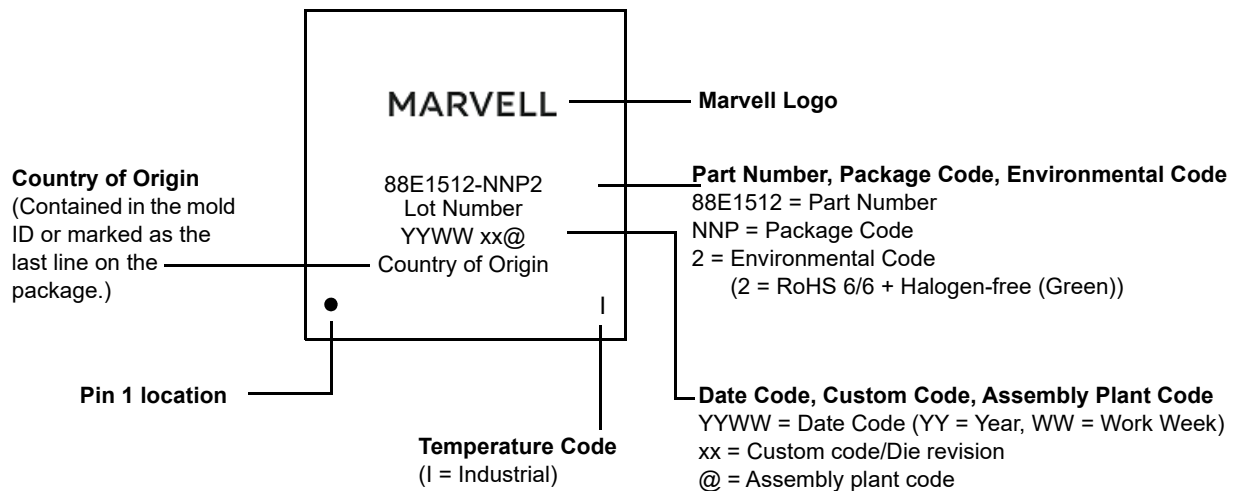 MARVELL
Marvell Logo
Country of Origin
(Contained in the mold
ID or marked as the
last line on the
package.)
88E1512-NNP2
Lot Number
YYWW xx@
Country of Origin
I
Part Number, Package Code, Environmental Code
88E1512 = Part Number
NNP = Package Code
2 = Environmental Code
(2 = RoHS 6/6 + Halogen-free (Green))
Pin 1 location
Temperature Code
(I = Industrial)
Date Code, Custom Code, Assembly Plant Code
YYWW = Date Code (YY = Year, WW = Work Week)
xx = Custom code/Die revision
@ = Assembly plant code